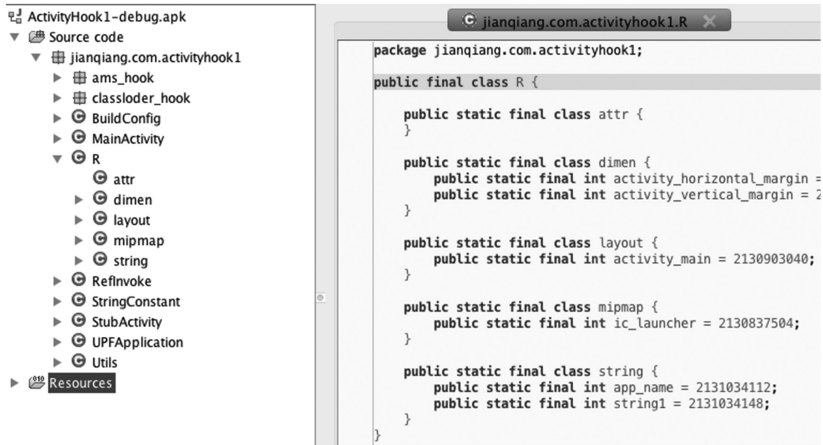 ActivityHook1-debug.apk
Source code
jianqiang.com.activityhook1
ams_hook
classloder_hook
BuildConfig
MainActivity
R
attr
dimen
layout
mipmap
string
RefInvoke
StringConstant
StubActivity
UPFApplication
Utils
Resources
jianqiang.com.activityhook1.R
package jianqiang.com.activityhook1;
public final class R {
public static final class attr {
}
public static final class dimen {
public static final int activity_horizontal_margin =
public static final int activity_vertical_margin = 2
}
public static final class layout {
public static final int activity_main = 2130903040;
}
public static final class mipmap {
public static final int ic_launcher = 2130837504;
}
public static final class string {
public static final int app_name = 2131034112;
public static final int string1 = 2131034148;
}
}